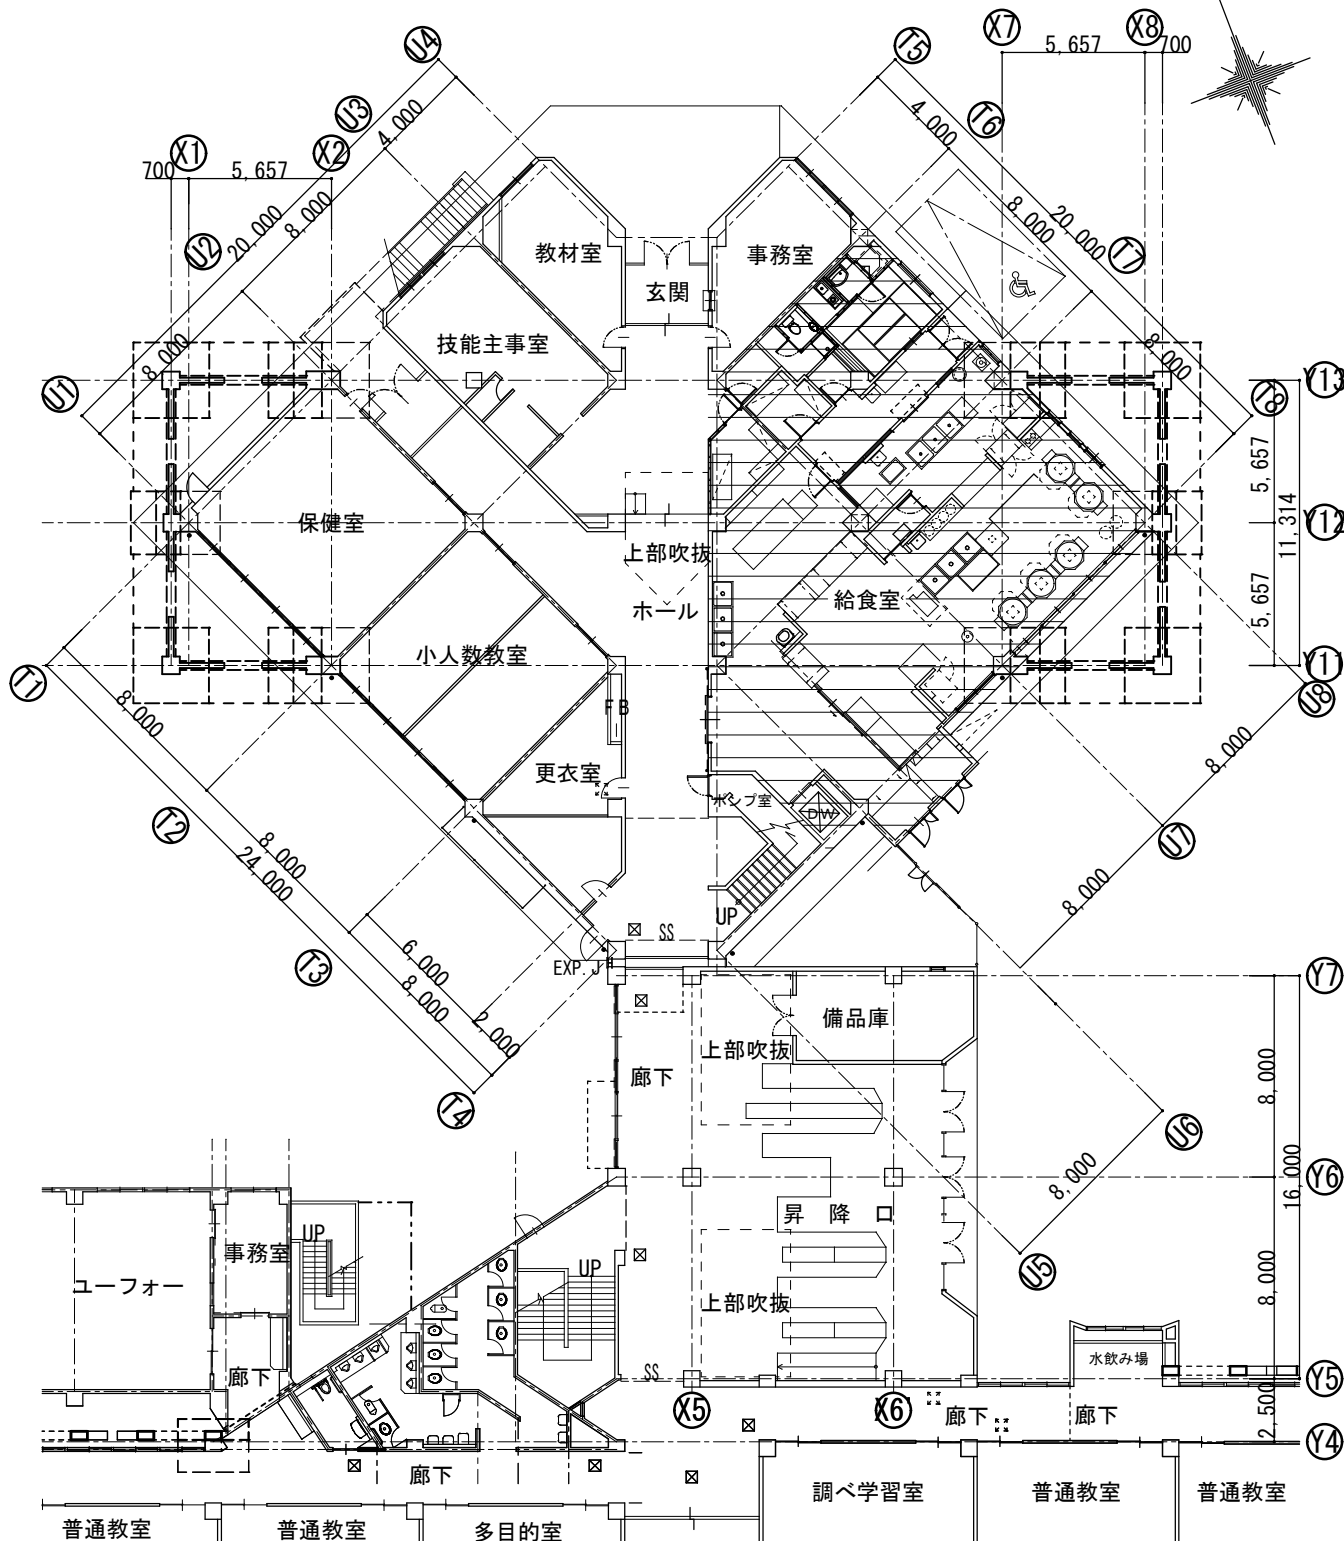 X7
X8
5,657
700
U4
T5
U3
4,000
4,000
T6
X1
X2
700
5,657
U2
20,000
8,000
8,000
20,000
T7
教材室
事務室
玄関
技能主事室
8,000
8,000
U1
T8
Y13
5,657
保健室
Y12
11,314
上部吹抜
ホール
給食室
5,657
小人数教室
Y11
T1
U8
8,000
FB
8,000
更衣室
ポンプ室
DW
T2
U7
8,000
24,000
8,000
UP
SS
6,000
EXP.J
T3
8,000
Y7
備品庫
2,000
上部吹抜
廊下
8,000
T4
U6
8,000
Y6
16,000
昇降口
UP
事務室
ユーフォー
UP
U5
8,000
上部吹抜
水飲み場
廊下
SS
Y5
X5
X6
廊下
廊下
2,500
Y4
廊下
調べ学習室
普通教室
普通教室
普通教室
普通教室
多目的室